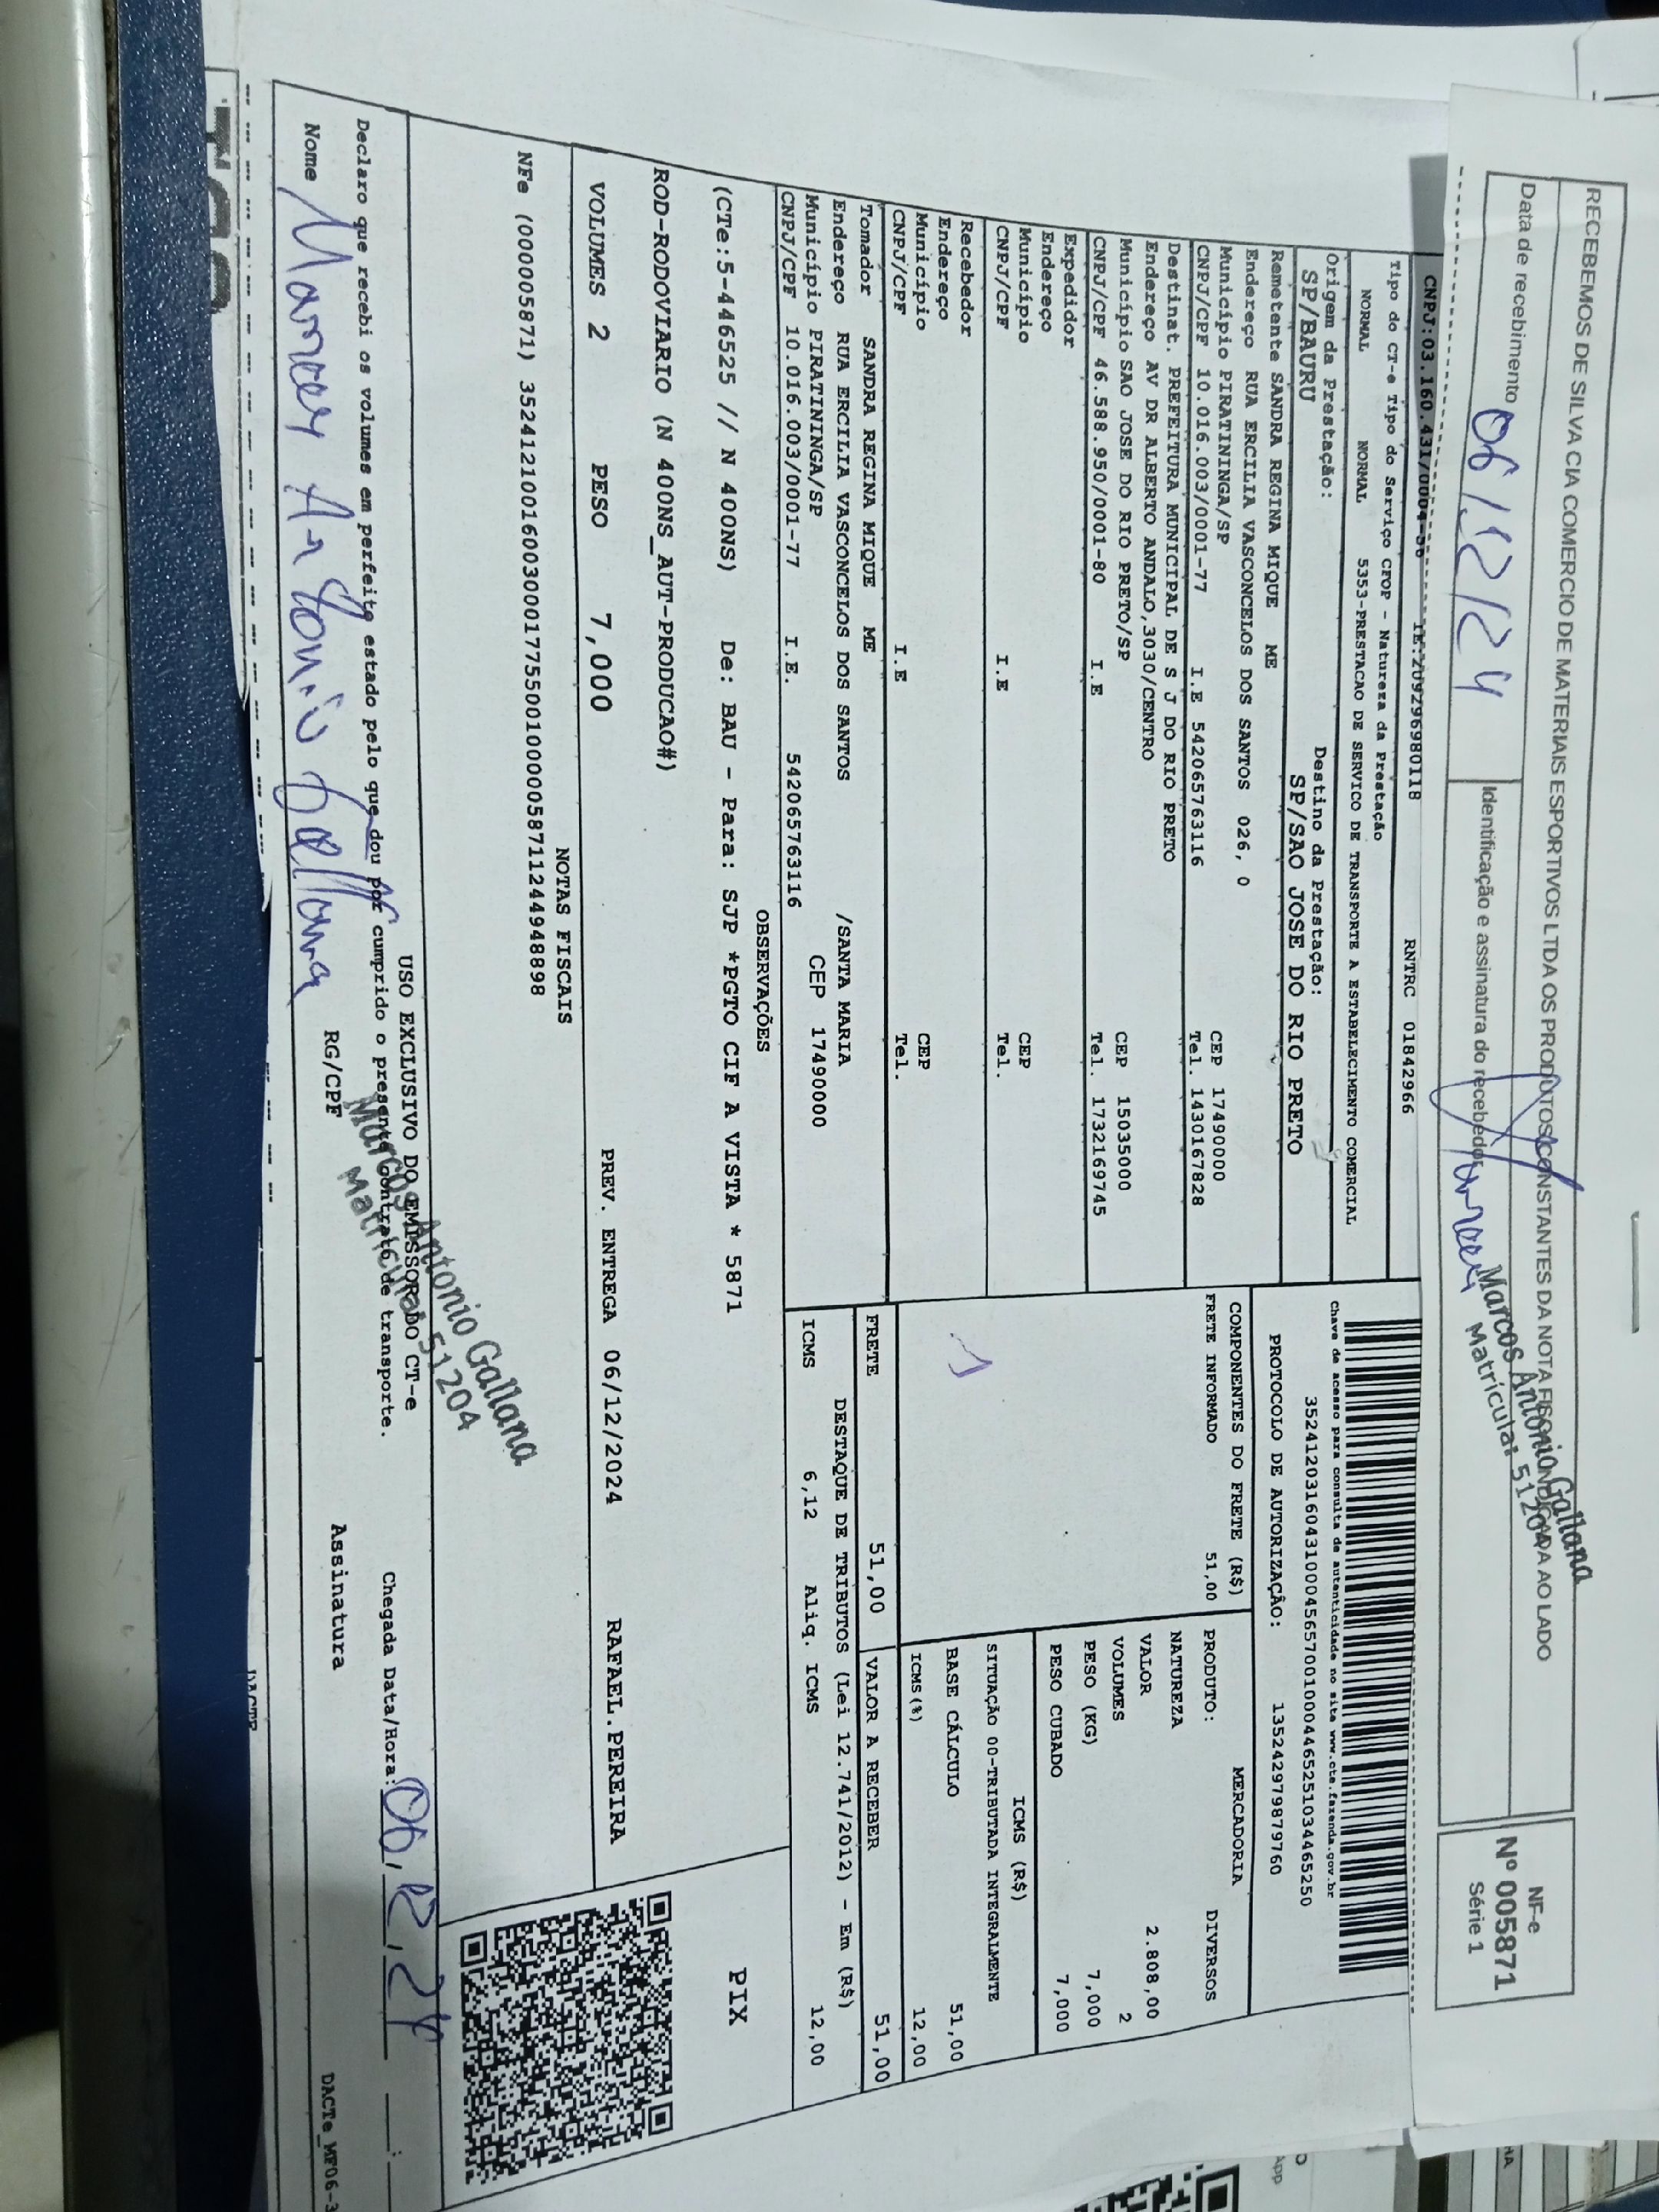 RECEBEMOS DE SILVA CIA COMERCIO DE MATERIAIS ESPORTIVOS LTDA OS PRODUTOS CONSTANTES DA NOTA FISCAL INDICADA AO LADO
Data de recebimento 06/12/24
Identificação e assinatura do recebedor
Marcos Antonio Gallana
Matrícula: 51204
NF-e
Nº 005871
Série 1
CNPJ:03.160.431/0004-56 IE:209296980118 RNTRC 01842966
Tipo do CT-e Tipo do Serviço CFOP - Natureza da Prestação
NORMAL NORMAL 5353-PRESTACAO DE SERVICO DE TRANSPORTE A ESTABELECIMENTO COMERCIAL
Origem da Prestação: Destino da Prestação:
SP/BAURU SP/SAO JOSE DO RIO PRETO
Remetente SANDRA REGINA MIQUE ME
Endereço RUA ERCILIA VASCONCELOS DOS SANTOS 026, 0
Município PIRATININGA/SP CEP 17490000
CNPJ/CPF 10.016.003/0001-77 I.E 542065763116 Tel. 1430167828
Destinat. PREFEITURA MUNICIPAL DE S J DO RIO PRETO
Endereço AV DR ALBERTO ANDALO,3030/CENTRO
Município SAO JOSE DO RIO PRETO/SP CEP 15035000
CNPJ/CPF 46.588.950/0001-80 I.E Tel. 1732169745
Expedidor
Endereço
Município CEP
CNPJ/CPF I.E Tel.
Recebedor
Endereço
Município CEP
CNPJ/CPF I.E Tel.
Tomador SANDRA REGINA MIQUE ME
Endereço RUA ERCILIA VASCONCELOS DOS SANTOS /SANTA MARIA
Município PIRATININGA/SP CEP 17490000
CNPJ/CPF 10.016.003/0001-77 I.E. 542065763116
Chave de acesso para consulta de autenticidade no site www.cte.fazenda.gov.br
35241203160431000456570010004465251034465250
PROTOCOLO DE AUTORIZAÇÃO: 135242979879760
COMPONENTES DO FRETE (R$)
FRETE INFORMADO 51,00
MERCADORIA
PRODUTO: DIVERSOS
NATUREZA
VALOR 2.808,00
VOLUMES 2
PESO (KG) 7,000
PESO CUBADO 7,000
ICMS (R$)
SITUAÇÃO 00-TRIBUTADA INTEGRALMENTE
BASE CÁLCULO 51,00
ICMS(%) 12,00
FRETE 51,00 VALOR A RECEBER 51,00
DESTAQUE DE TRIBUTOS (Lei 12.741/2012) - Em (R$)
ICMS 6,12 Aliq. ICMS 12,00
OBSERVAÇÕES
(CTe:5-446525 // N 400NS) De: BAU - Para: SJP *PGTO CIF A VISTA * 5871
ROD-RODOVIARIO (N 400NS_AUT-PRODUCAO#)
PIX
VOLUMES 2 PESO 7,000 PREV. ENTREGA 06/12/2024 RAFAEL.PEREIRA
NOTAS FISCAIS
NFe (000005871) 35241210016003000177550010000058711244948898
USO EXCLUSIVO DO EMISSOR DO CT-e
Declaro que recebi os volumes em perfeito estado pelo que dou por cumprido o presente contrato de transporte.
Chegada Data/Hora: 06, 12, 24
Marcos Antonio Gallana
Matrícula: 51204
Nome Marcos Antonio Gallana RG/CPF Assinatura
DACTe_MF06-3
DACTE